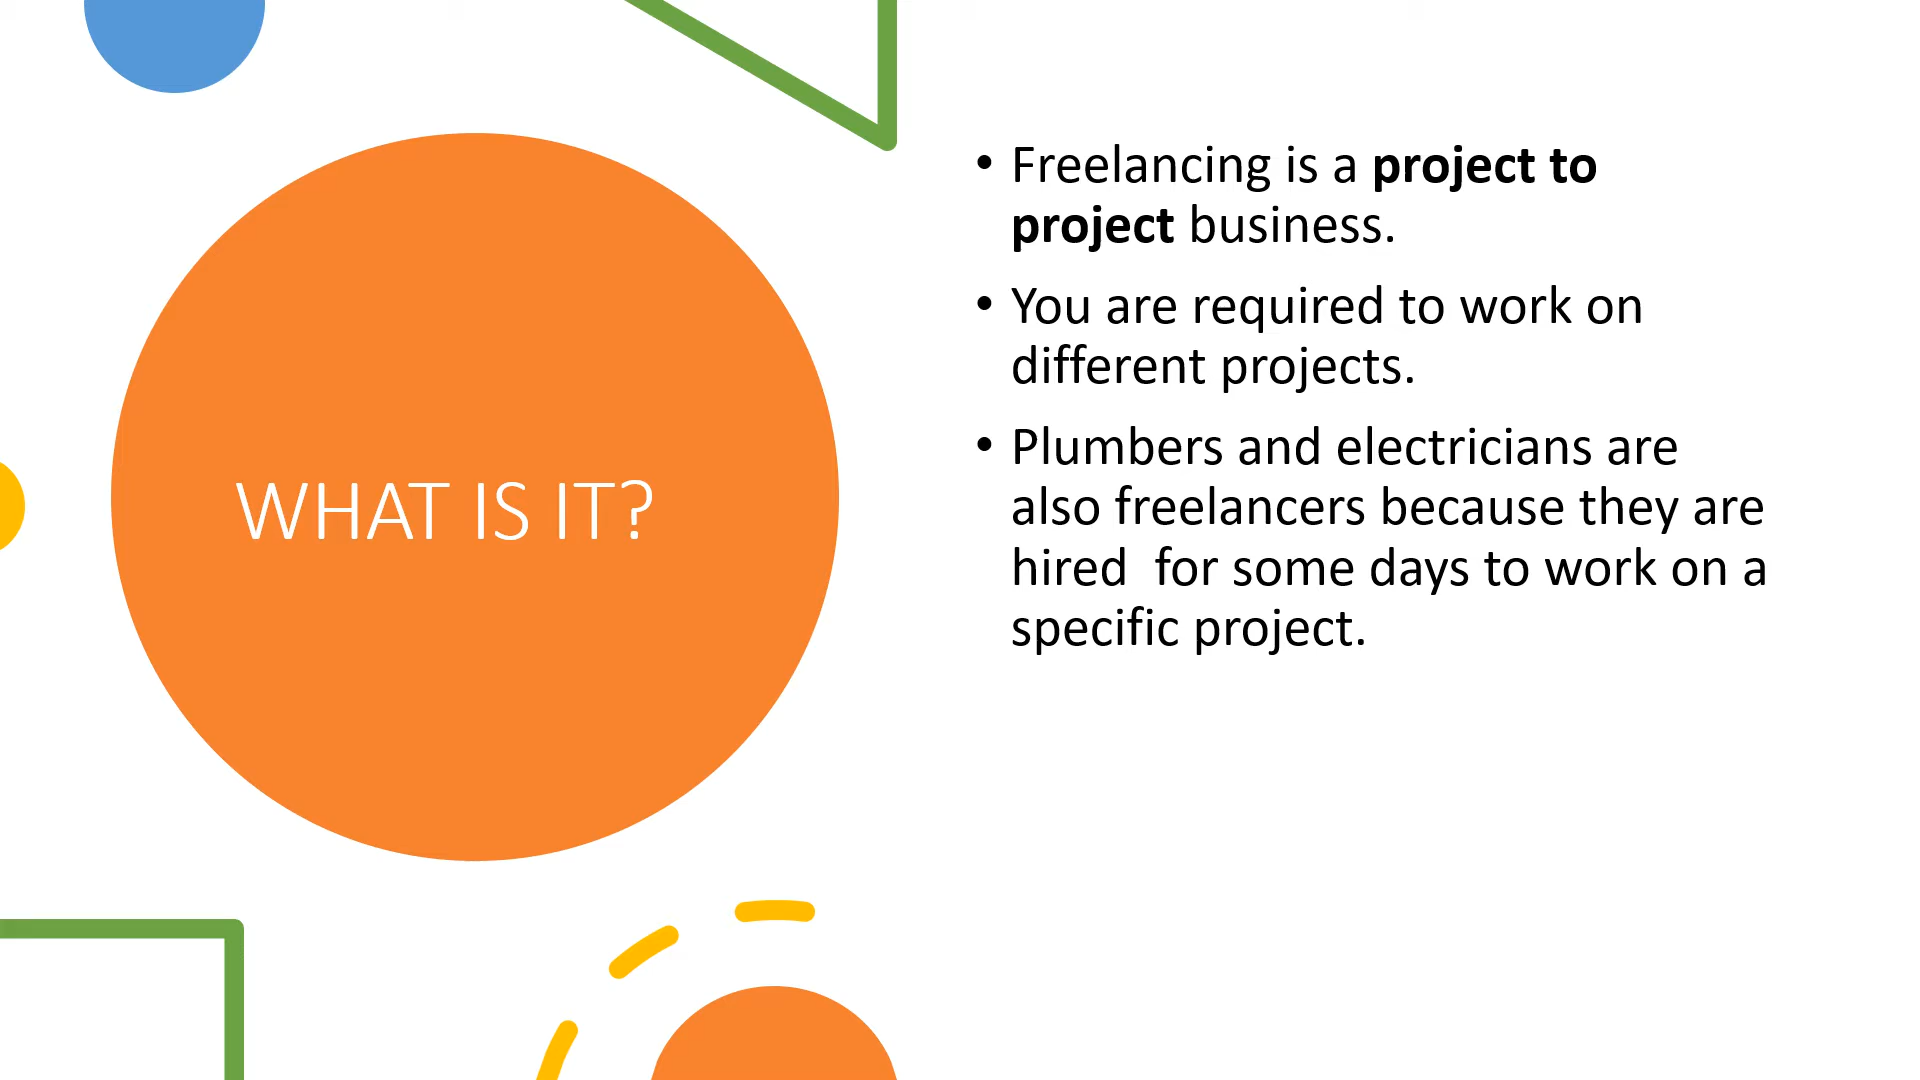 WHAT IS IT?
• Freelancing is a project to
project business.
• You are required to work on
different projects.
• Plumbers and electricians are
also freelancers because they are
hired  for some days to work on a
specific project.